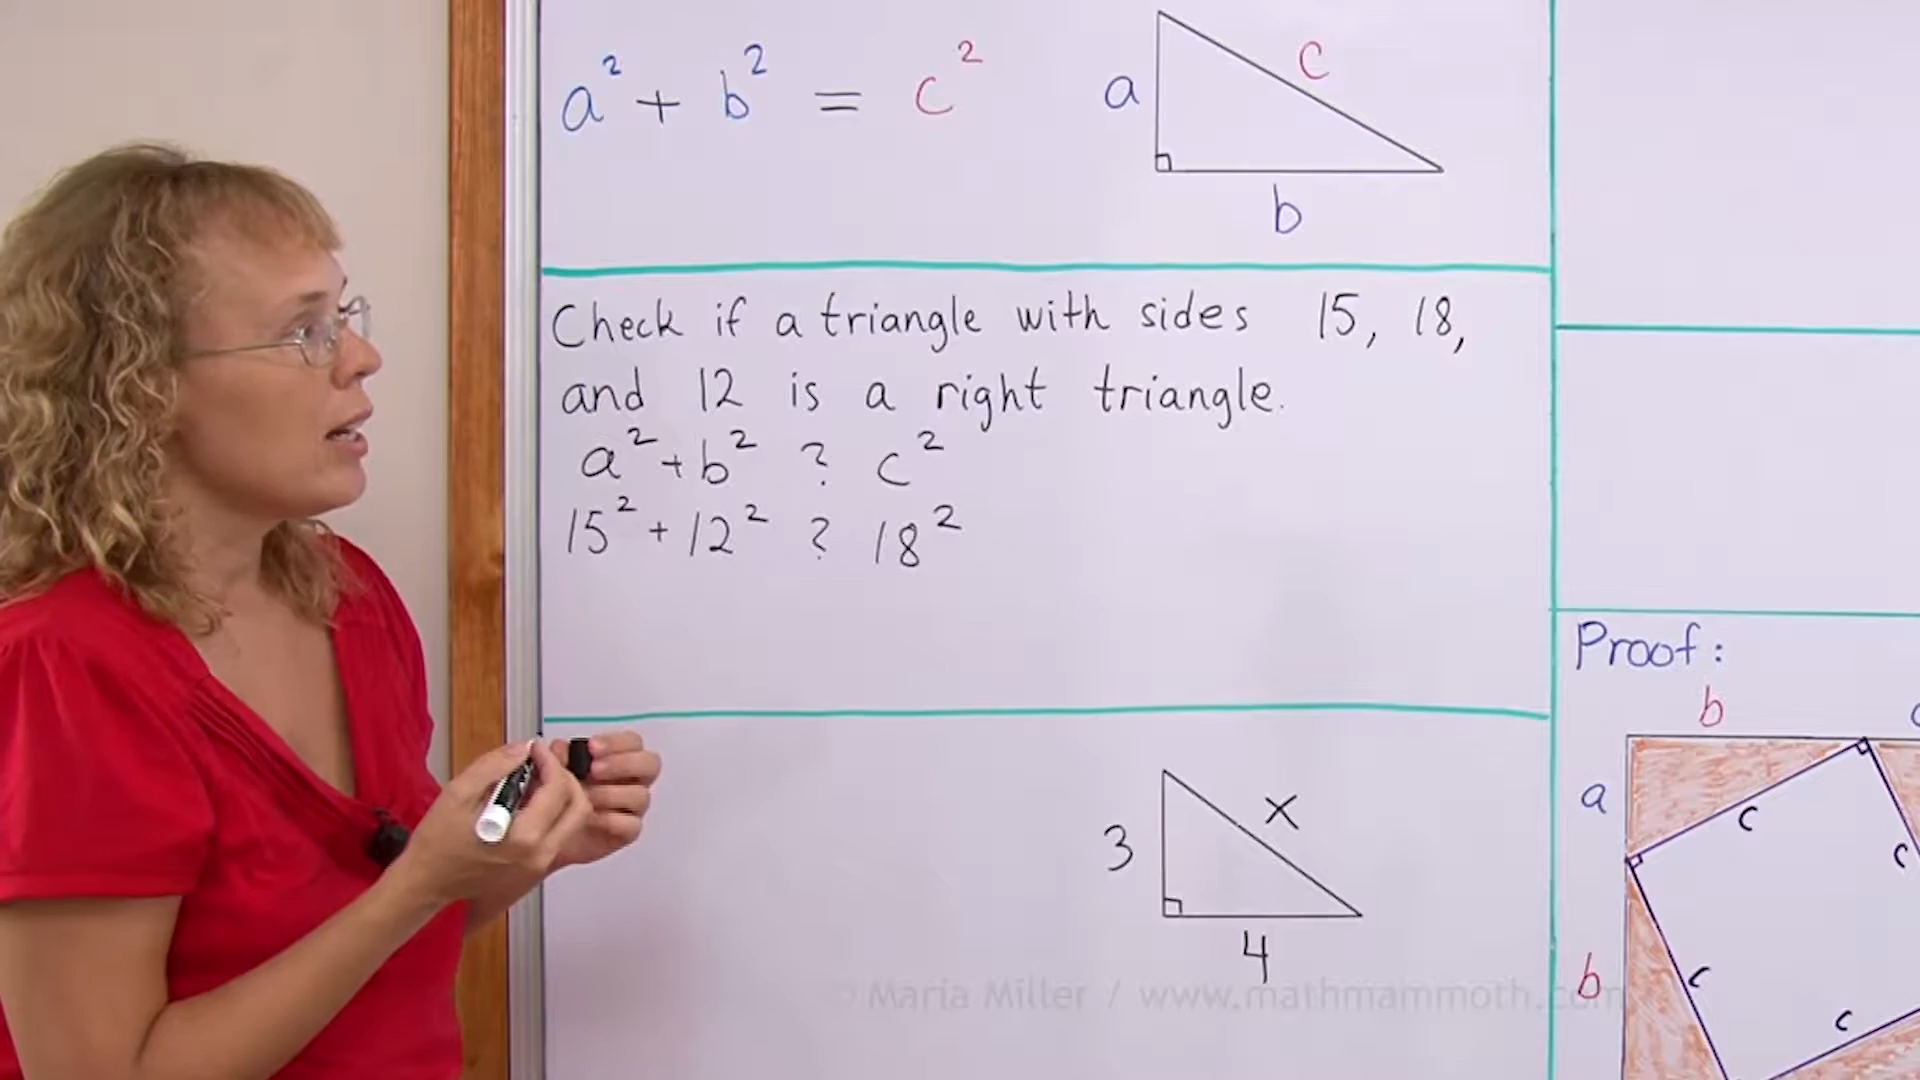 a² + b² = c²
a
c
b
Check if a triangle with sides 15, 18,
and 12 is a right triangle.
a² + b² ? c²
15² + 12² ? 18²
3
x
4
Proof:
b
a
c
c
b
c
c
© Maria Miller / www.mathmammoth.com